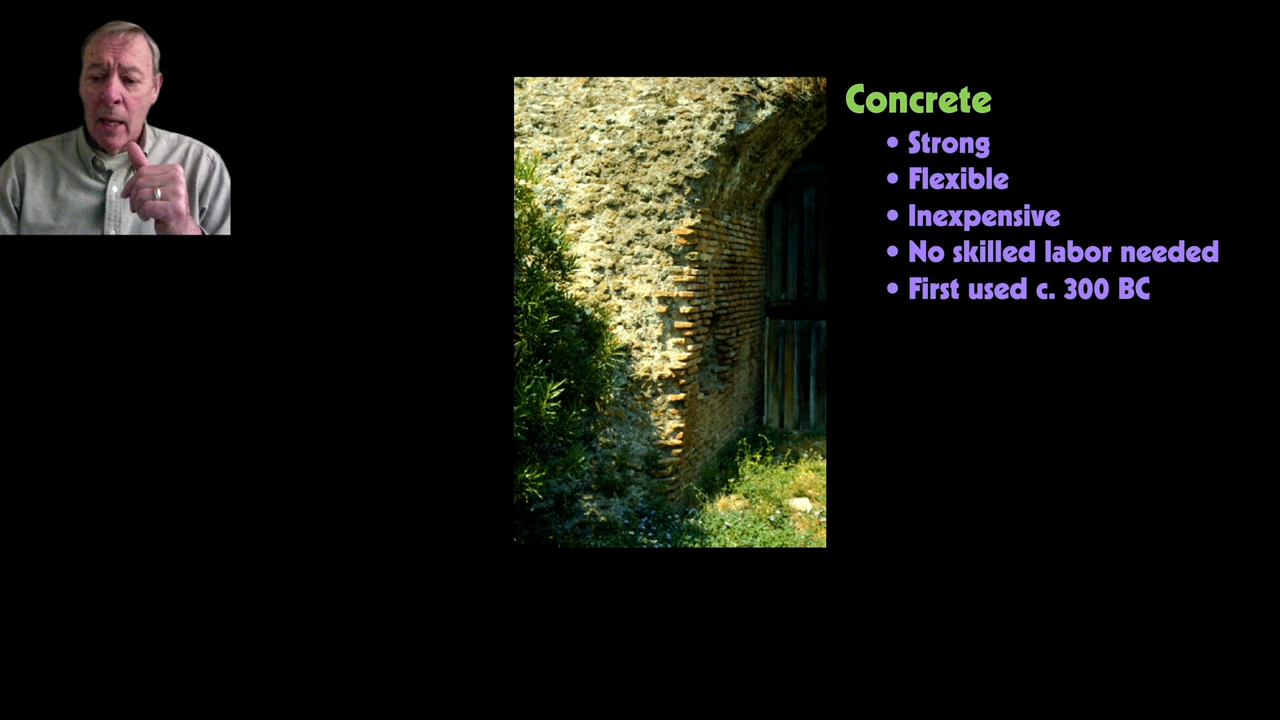 Concrete
• Strong
• Flexible
• Inexpensive
• No skilled labor needed
• First used c. 300 BC